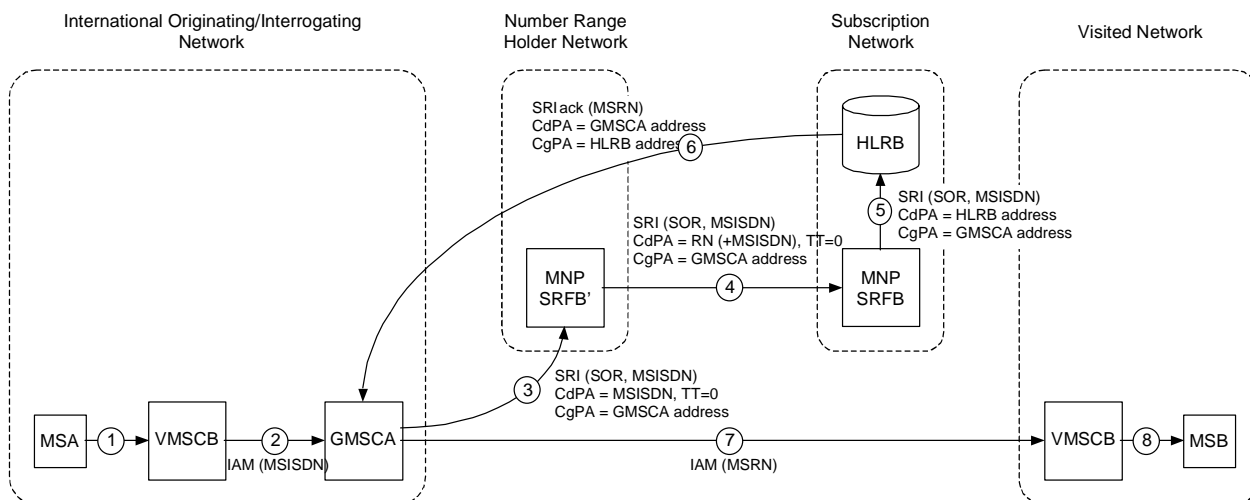 International Originating/Interrogating
Network
Number Range
Holder Network
Subscription
Network
Visited Network
SRIack (MSRN)
CdPA = GMSCA address
CgPA = HLRB address
6
HLRB
SRI (SOR, MSISDN)
CdPA = HLRB address
CgPA = GMSCA address
5
SRI (SOR, MSISDN)
CdPA = RN (+MSISDN), TT=0
CgPA = GMSCA address
4
MNP
SRFB'
MNP
SRFB
3
SRI (SOR, MSISDN)
CdPA = MSISDN, TT=0
CgPA = GMSCA address
MSA
1
VMSCB
2
IAM (MSISDN)
GMSCA
7
IAM (MSRN)
VMSCB
8
MSB